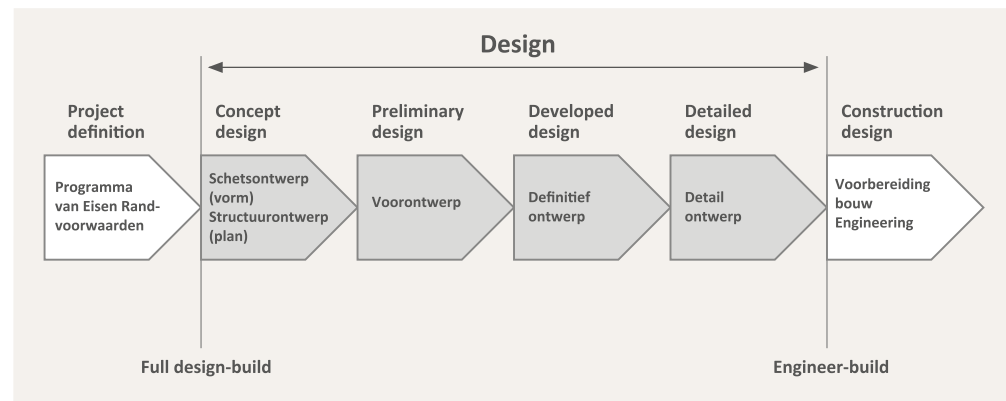 Design
Project
definition
Concept
design
Preliminary
design
Developed
design
Detailed
design
Construction
design
Programma
van Eisen Rand-
voorwaarden
Schetsontwerp
(vorm)
Structuurontwerp
(plan)
Voorontwerp
Definitief
ontwerp
Detail
ontwerp
Voorbereiding
bouw
Engineering
Full design-build
Engineer-build